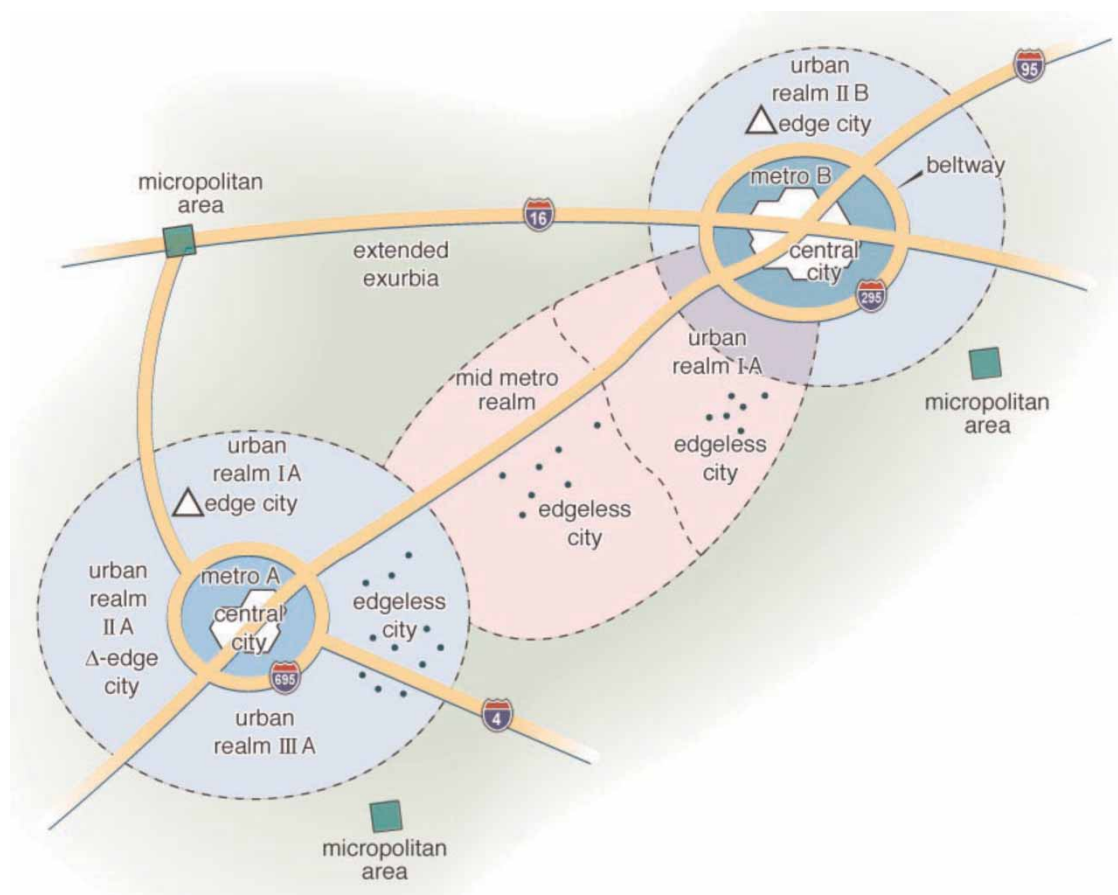 urban
realm II B
edge city
95
metro B
beltway
micropolitan
area
16
extended
exurbia
central
city
295
urban
realm I A
mid metro
realm
edgeless
city
micropolitan
area
edgeless
city
urban
realm I A
edge city
urban
realm
II A
Δ-edge
city
metro A
central
city
edgeless
city
695
urban
realm III A
4
micropolitan
area